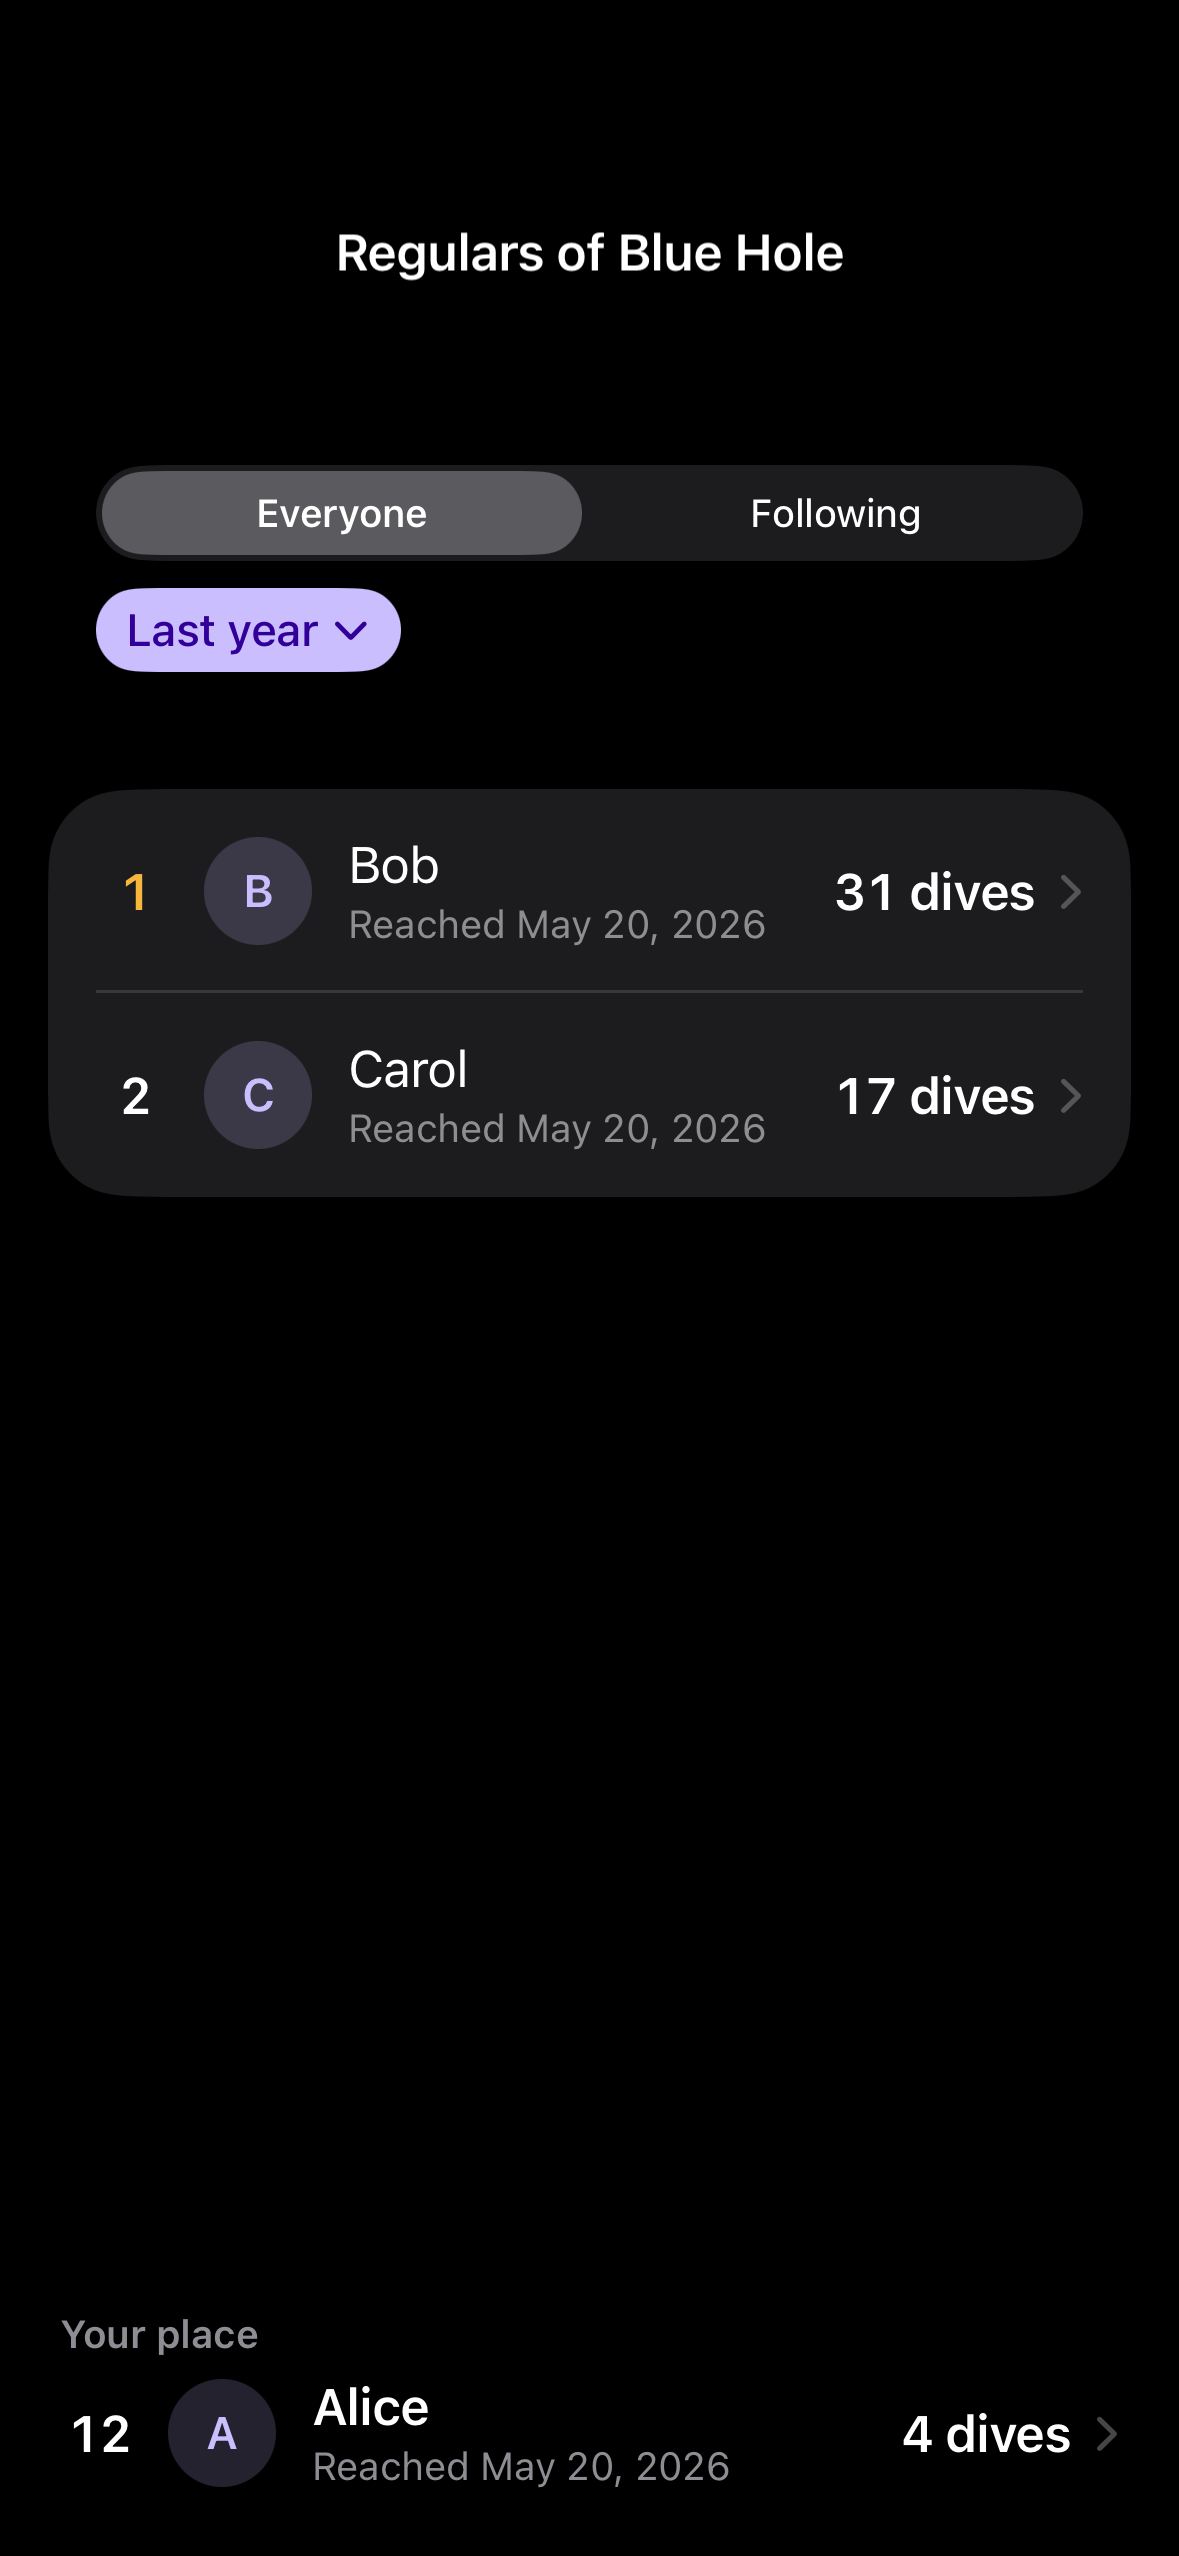 Regulars of Blue Hole
Everyone
Following
Last year
1
B
Bob
Reached May 20, 2026
31 dives
2
C
Carol
Reached May 20, 2026
17 dives
Your place
12
A
Alice
Reached May 20, 2026
4 dives